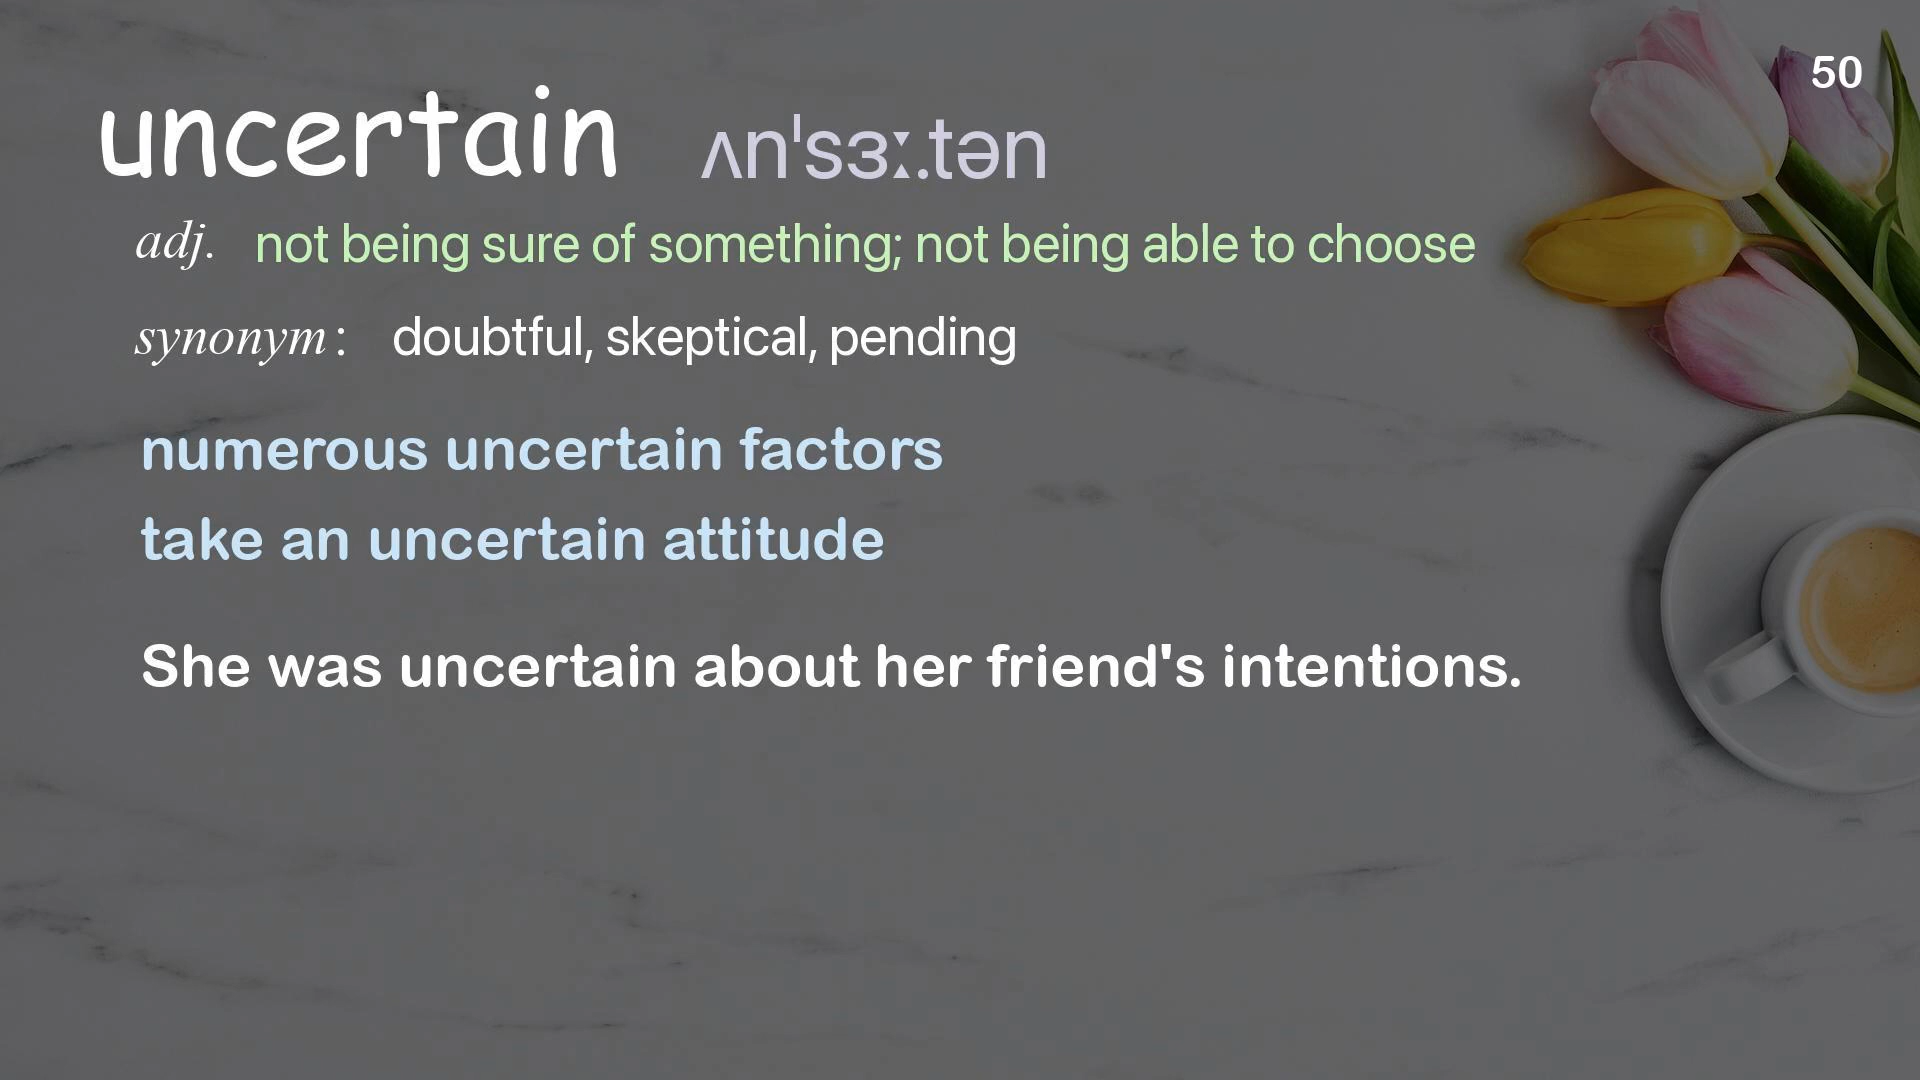 50
uncertain ʌnˈsɜː.tən
adj. not being sure of something; not being able to choose
synonym : doubtful, skeptical, pending
numerous uncertain factors
take an uncertain attitude
She was uncertain about her friend's intentions.